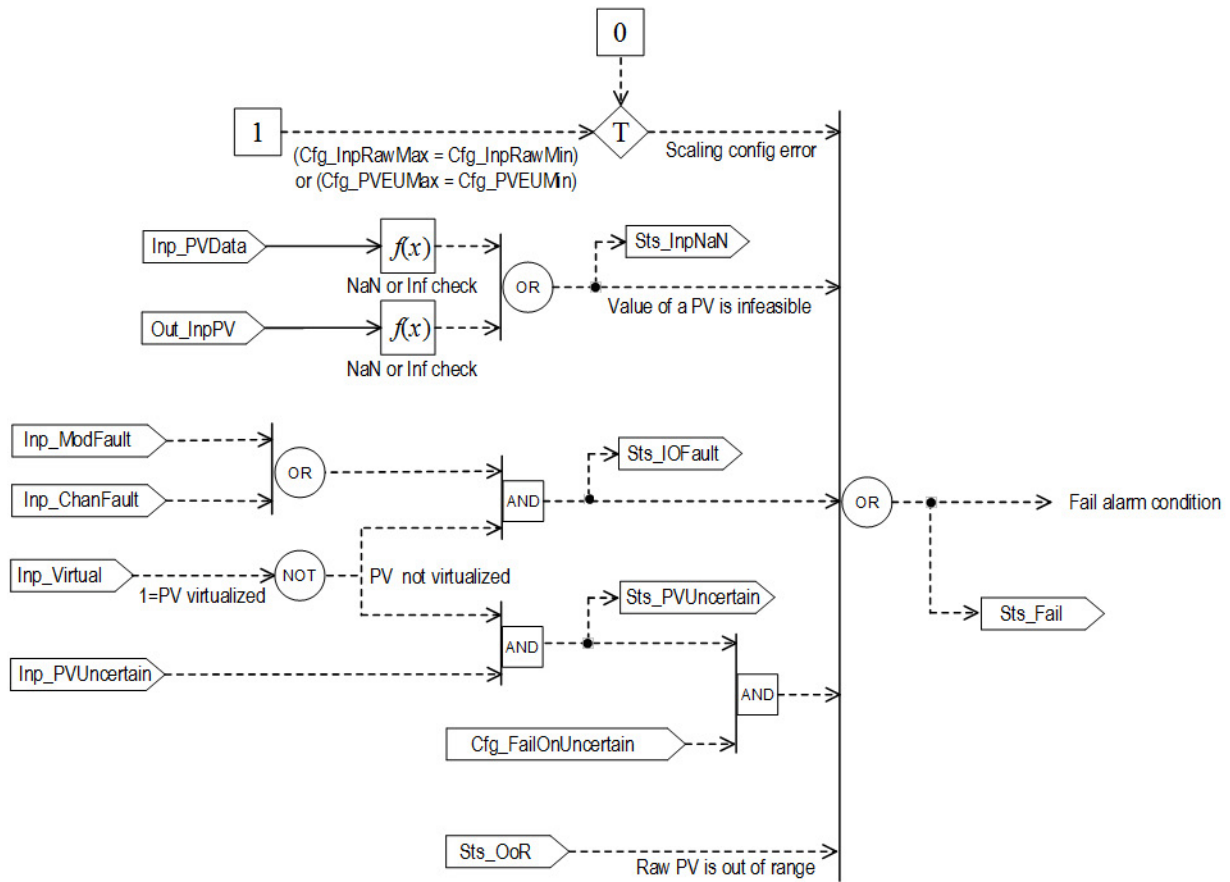 0
1
T
(Cfg_InpRawMax = Cfg_InpRawMin)
or (Cfg_PVEUMax = Cfg_PVEUMin)
Scaling config error
Inp_PVData
f(x)
NaN or Inf check
Out_InpPV
f(x)
NaN or Inf check
OR
Sts_InpNaN
Value of a PV is infeasible
Inp_ModFault
Inp_ChanFault
OR
AND
Sts_IOFault
Inp_Virtual
1=PV virtualized
NOT
PV not virtualized
Inp_PVUncertain
AND
Sts_PVUncertain
Cfg_FailOnUncertain
AND
Sts_OoR
Raw PV is out of range
OR
Fail alarm condition
Sts_Fail